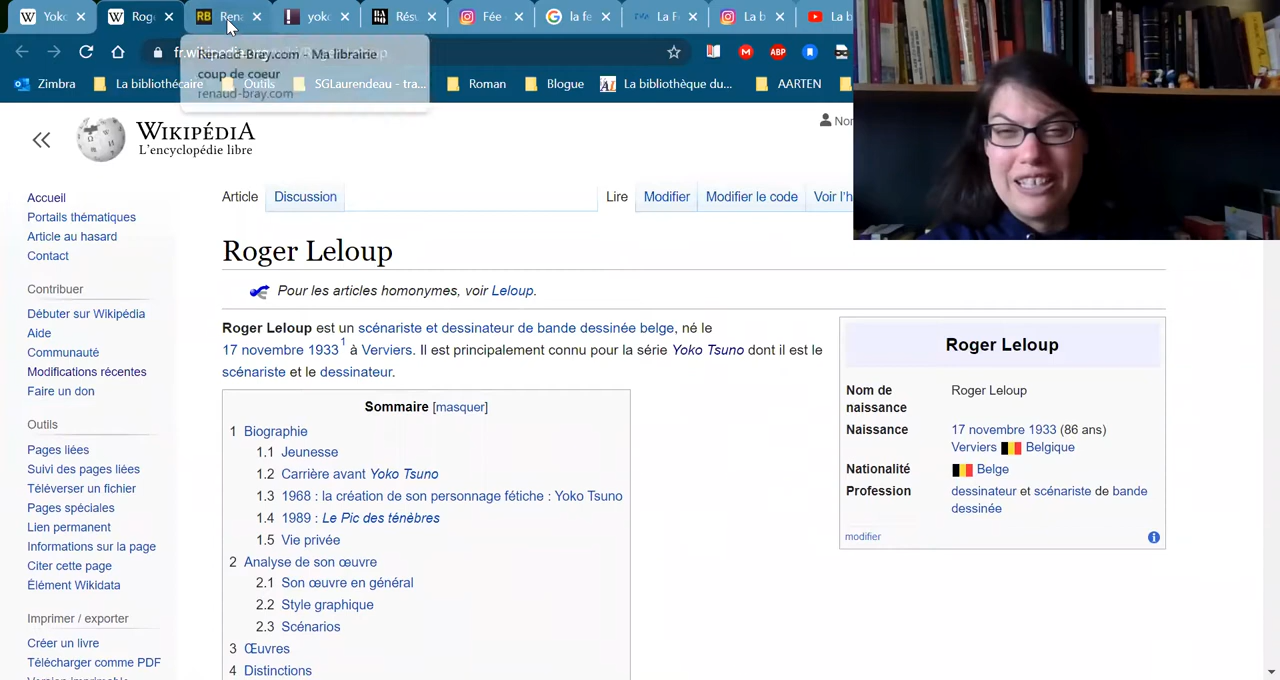 Yoko
Rog
Rena
yoko
Rés
Fée
la fe
La F
La b
La b
fr.wikipedia.org
Renaud-Bray.com - Ma librairie
coup de coeur
renaud-bray.com
Zimbra
La bibliothécaire
Outils
SGLaurendeau - tra...
Roman
Blogue
La bibliothèque du...
AARTEN
WIKIPÉDIA
L'encyclopédie libre
Non
Article
Discussion
Lire
Modifier
Modifier le code
Voir l'h
Accueil
Portails thématiques
Article au hasard
Contact
Contribuer
Débuter sur Wikipédia
Aide
Communauté
Modifications récentes
Faire un don
Outils
Pages liées
Suivi des pages liées
Téléverser un fichier
Pages spéciales
Lien permanent
Informations sur la page
Citer cette page
Élément Wikidata
Imprimer / exporter
Créer un livre
Télécharger comme PDF
Version imprimable
Roger Leloup
Pour les articles homonymes, voir Leloup.
Roger Leloup est un scénariste et dessinateur de bande dessinée belge, né le
17 novembre 1933 1 à Verviers. Il est principalement connu pour la série Yoko Tsuno dont il est le
scénariste et le dessinateur.
Sommaire [masquer]
1 Biographie
1.1 Jeunesse
1.2 Carrière avant Yoko Tsuno
1.3 1968 : la création de son personnage fétiche : Yoko Tsuno
1.4 1989 : Le Pic des ténèbres
1.5 Vie privée
2 Analyse de son œuvre
2.1 Son œuvre en général
2.2 Style graphique
2.3 Scénarios
3 Œuvres
4 Distinctions
Roger Leloup
Nom de
naissance
Roger Leloup
Naissance
17 novembre 1933 (86 ans)
Verviers Belgique
Nationalité
Belge
Profession
dessinateur et scénariste de bande
dessinée
modifier